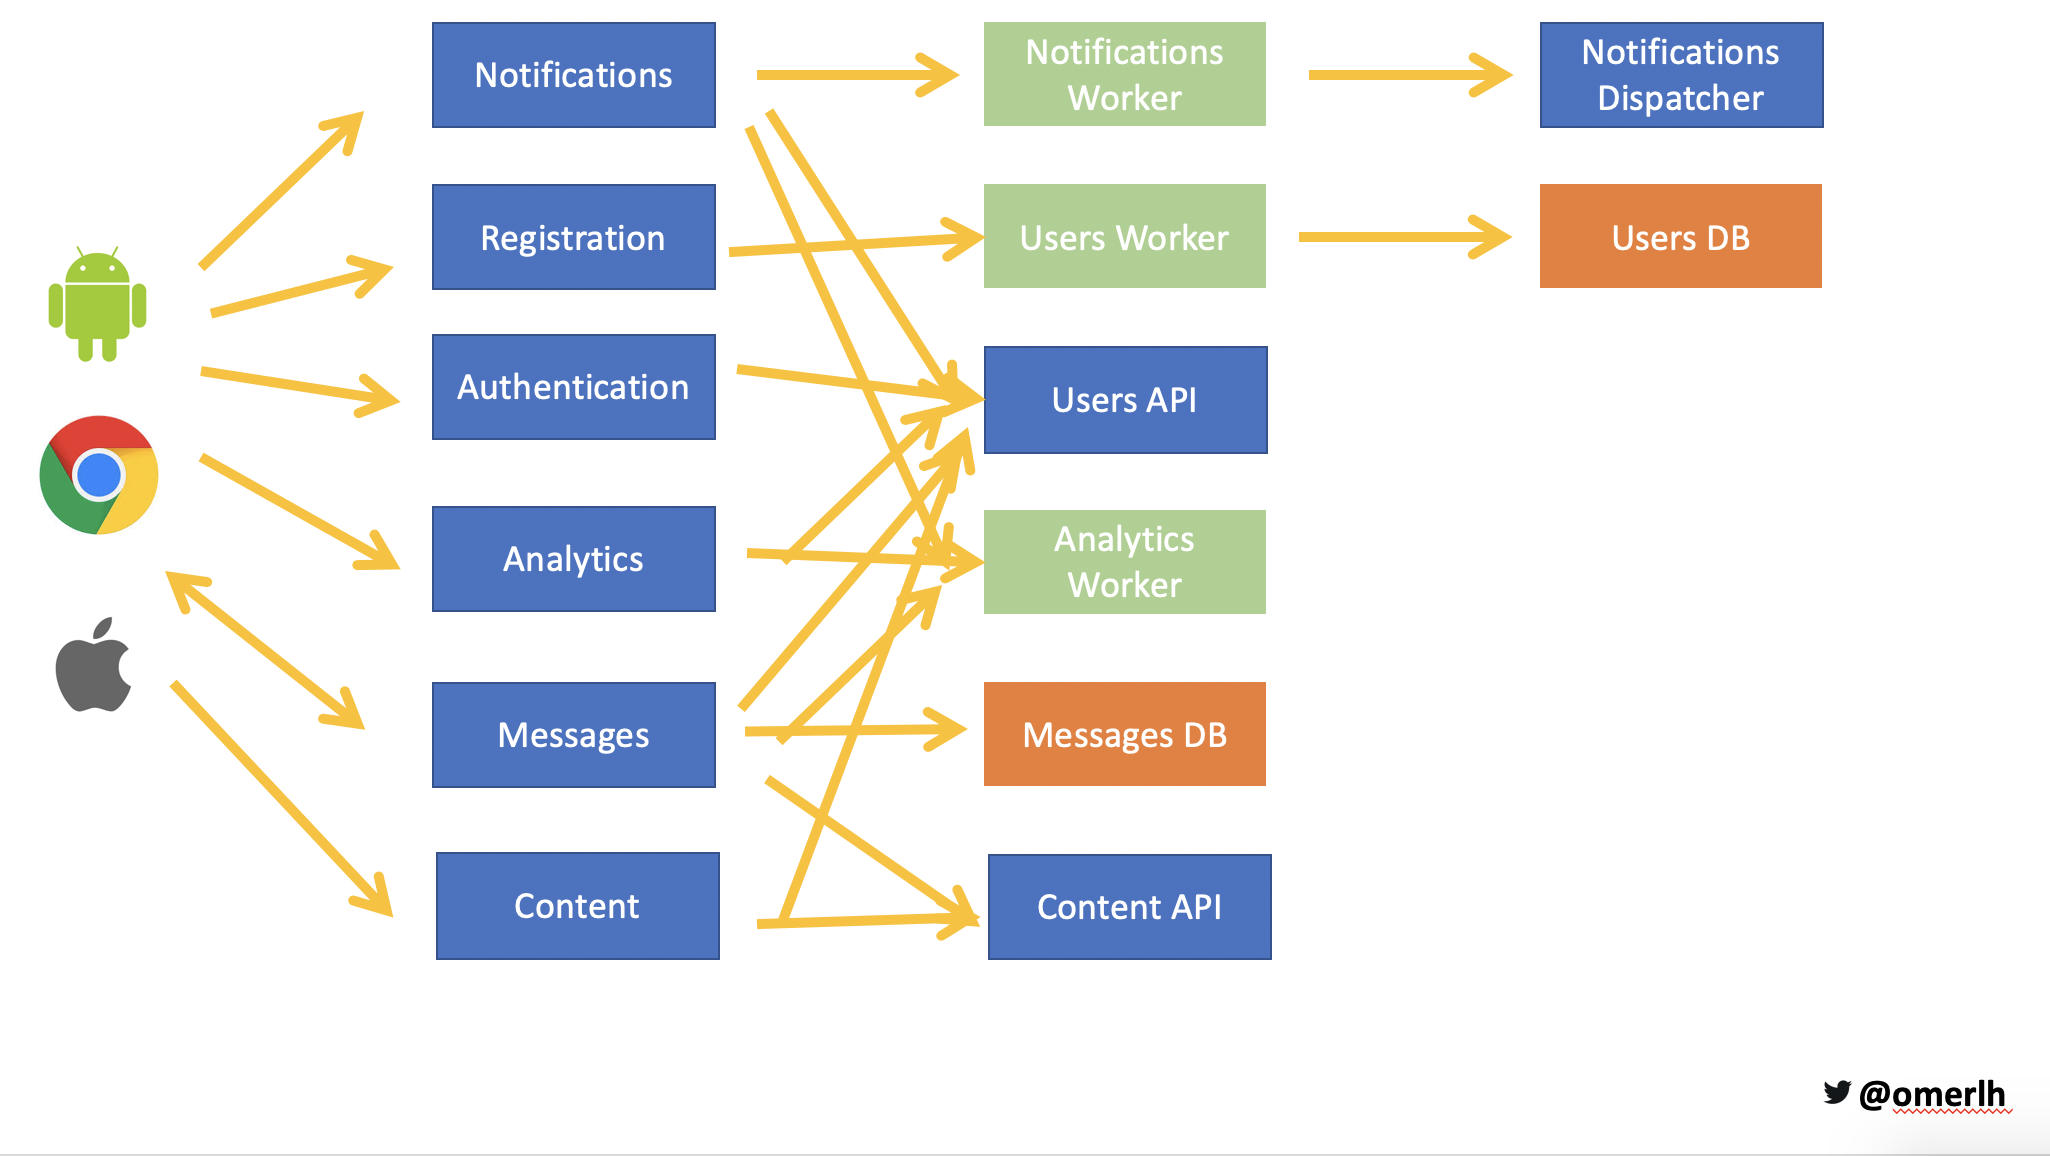 Notifications
Notifications
Worker
Notifications
Dispatcher
Registration
Users Worker
Users DB
Authentication
Users API
Analytics
Analytics
Worker
Messages
Messages DB
Content
Content API
@omerlh